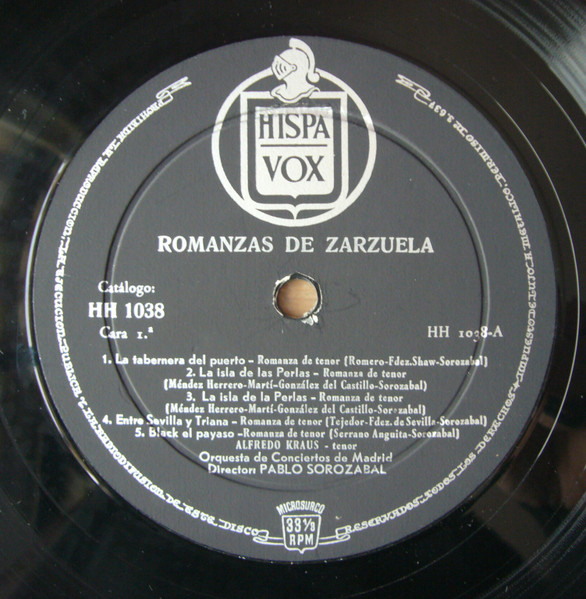 HISPA
VOX
ROMANZAS DE ZARZUELA
Catálogo:
HH 1038
Cara 1.ª
HH 1038-A
1. La tabernera del puerto – Romanza de tenor (Romero-Fdez.Shaw-Sorozabal)
2. La isla de las Perlas – Romanza de tenor
(Méndez Herrero-Martí-González del Castillo-Sorozabal)
3. La isla de la Perlas – Romanza de tenor
(Méndez Herrero-Martí-González del Castillo-Sorozabal)
4. Entre Sevilla y Triana – Romanza de tenor (Tejedor-Fdez. de Sevilla-Sorozabal)
5. Black el payaso – Romanza de tenor (Serrano Anguita-Sorozabal)
ALFREDO KRAUS - tenor
Orquesta de Conciertos de Madrid
Director: PABLO SOROZABAL
MICROSURCO
33 1/3
RPM
DE ESTE DISCO
RESERVADOS TODOS LOS DERECHOS